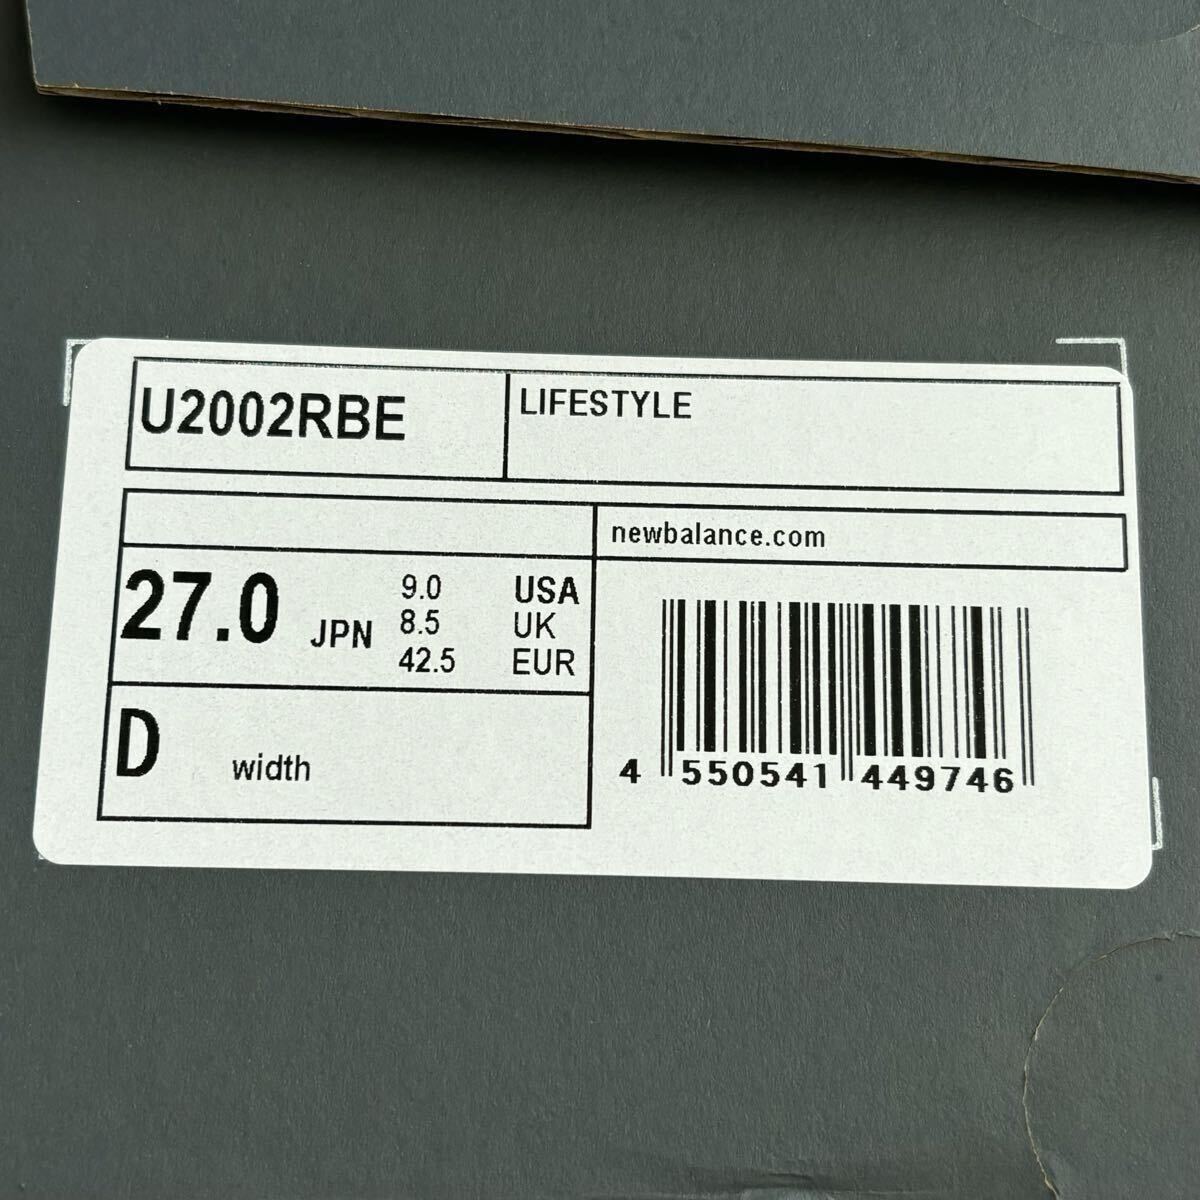 U2002RBE
LIFESTYLE
newbalance.com
27.0 JPN
9.0 USA
8.5 UK
42.5 EUR
D width
4 550541 449746